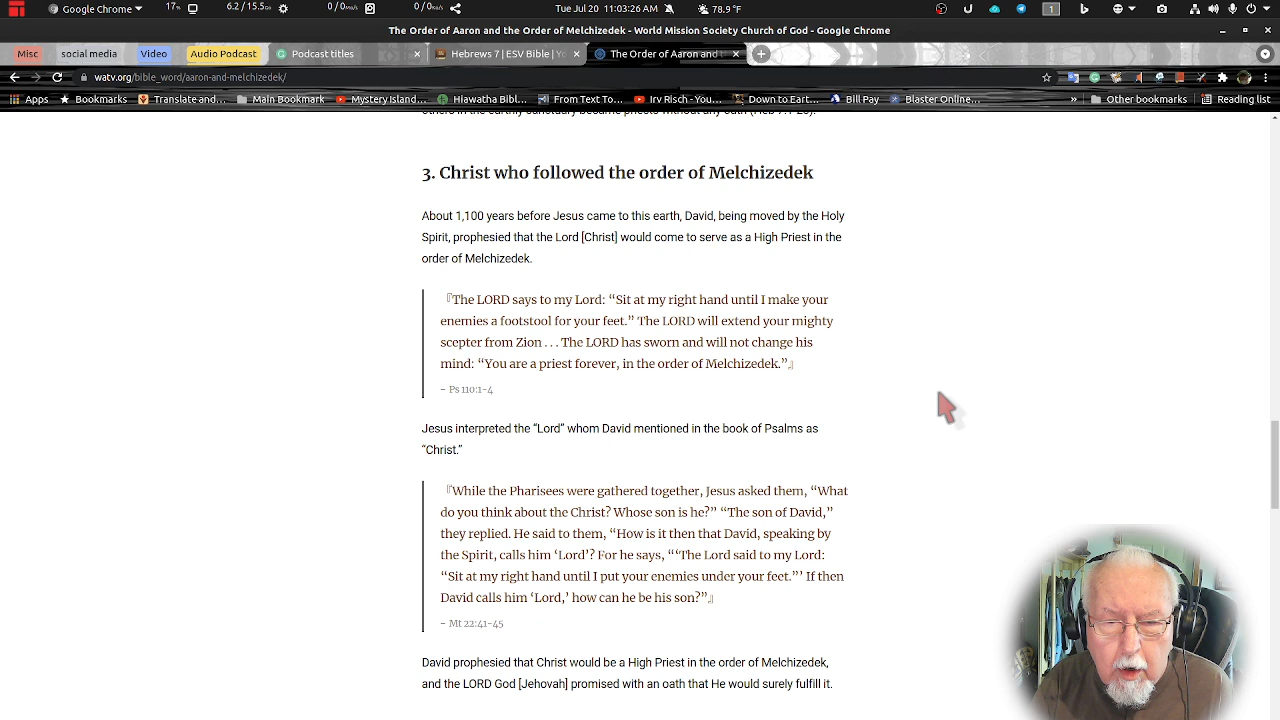 Google Chrome 17% 6.2 / 15.5 0 / 0 0 / 0 Tue Jul 20 11:03:26 AM 78.9 °F 1
The Order of Aaron and the Order of Melchizedek - World Mission Society Church of God - Google Chrome
Misc social media Video Audio Podcast Podcast titles Hebrews 7 | ESV Bible | Yo The Order of Aaron and
watv.org/bible_word/aaron-and-melchizedek/
Apps Bookmarks Translate and... Main Bookmark Mystery Island... Hiawatha Bibl... From Text To... Irv Risch - You... Down to Eart... Bill Pay Blaster Online... » Other bookmarks Reading list
3. Christ who followed the order of Melchizedek
About 1,100 years before Jesus came to this earth, David, being moved by the Holy
Spirit, prophesied that the Lord [Christ] would come to serve as a High Priest in the
order of Melchizedek.
『The LORD says to my Lord: “Sit at my right hand until I make your
enemies a footstool for your feet.” The LORD will extend your mighty
scepter from Zion . . . The LORD has sworn and will not change his
mind: “You are a priest forever, in the order of Melchizedek.”』
– Ps 110:1-4
Jesus interpreted the “Lord” whom David mentioned in the book of Psalms as
“Christ.”
『While the Pharisees were gathered together, Jesus asked them, “What
do you think about the Christ? Whose son is he?” “The son of David,”
they replied. He said to them, “How is it then that David, speaking by
the Spirit, calls him ‘Lord’? For he says, “‘The Lord said to my Lord:
“Sit at my right hand until I put your enemies under your feet.”’ If then
David calls him ‘Lord,’ how can he be his son?”』
– Mt 22:41-45
David prophesied that Christ would be a High Priest in the order of Melchizedek,
and the LORD God [Jehovah] promised with an oath that He would surely fulfill it.